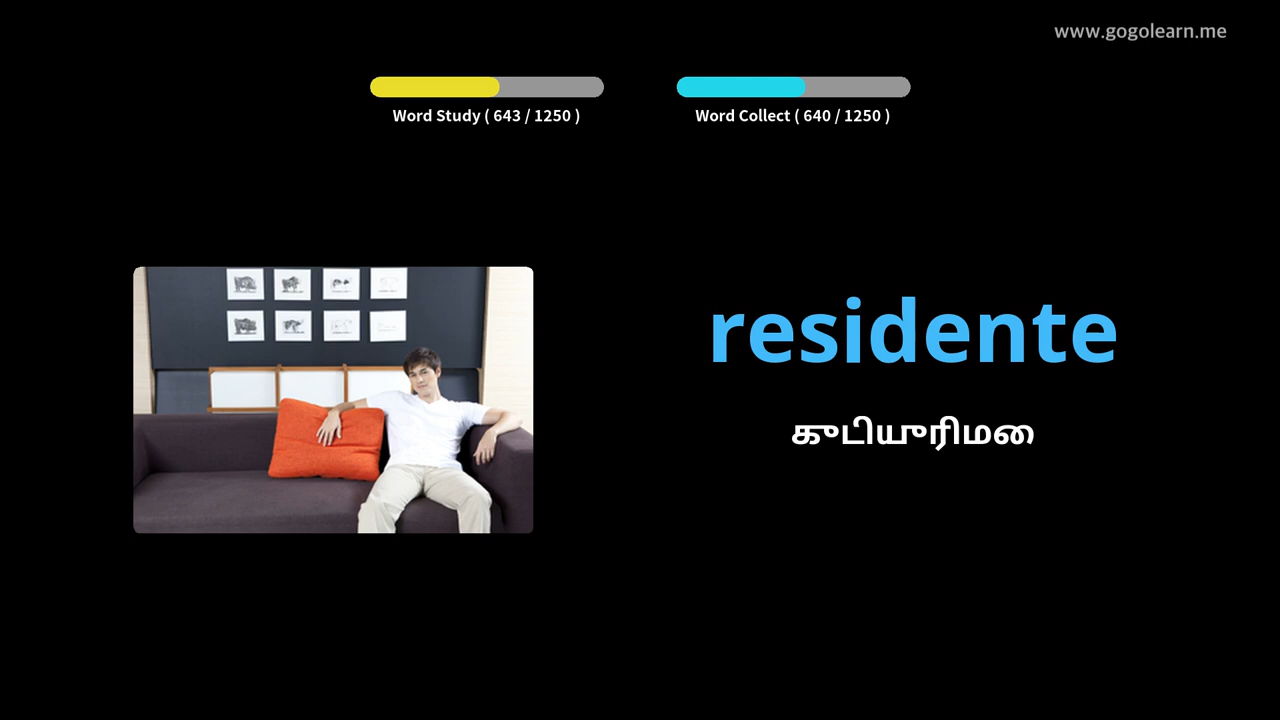 www.gogolearn.me
Word Study ( 643 / 1250 )
Word Collect ( 640 / 1250 )
residente
குடியுரிமை